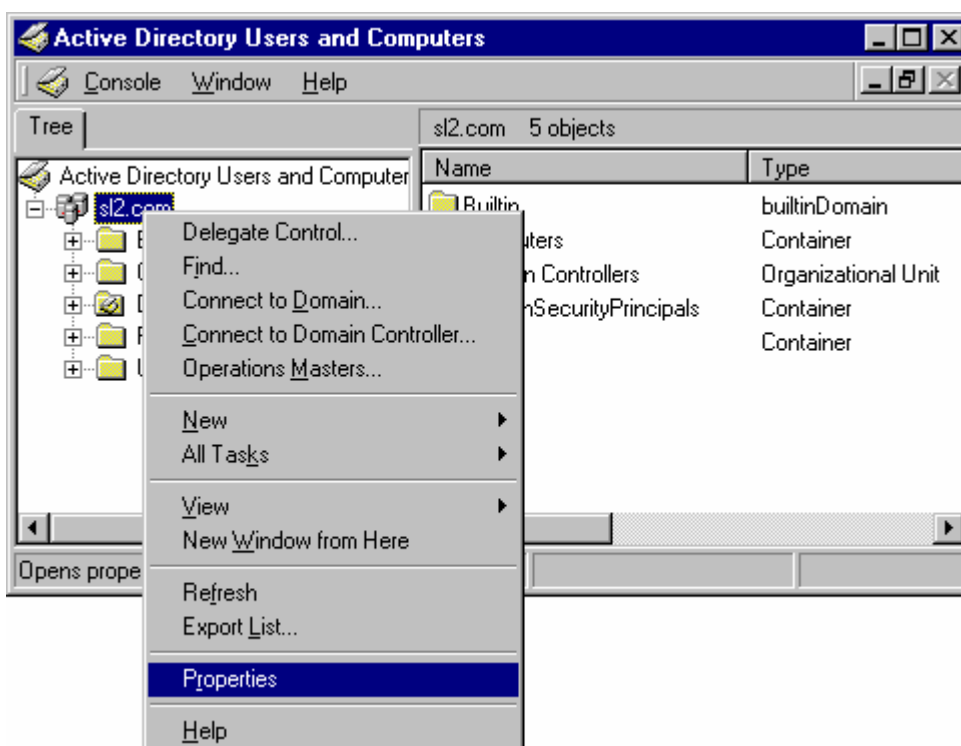 Active Directory Users and Computers
Console Window Help
Tree
sl2.com 5 objects
Name Type
Active Directory Users and Computer
sl2.com
Builtin builtinDomain
Container
n Controllers Organizational Unit
nSecurityPrincipals Container
Container
Delegate Control...
Find...
Connect to Domain...
Connect to Domain Controller...
Operations Masters...
New
All Tasks
View
New Window from Here
Refresh
Export List...
Properties
Help
Opens prope